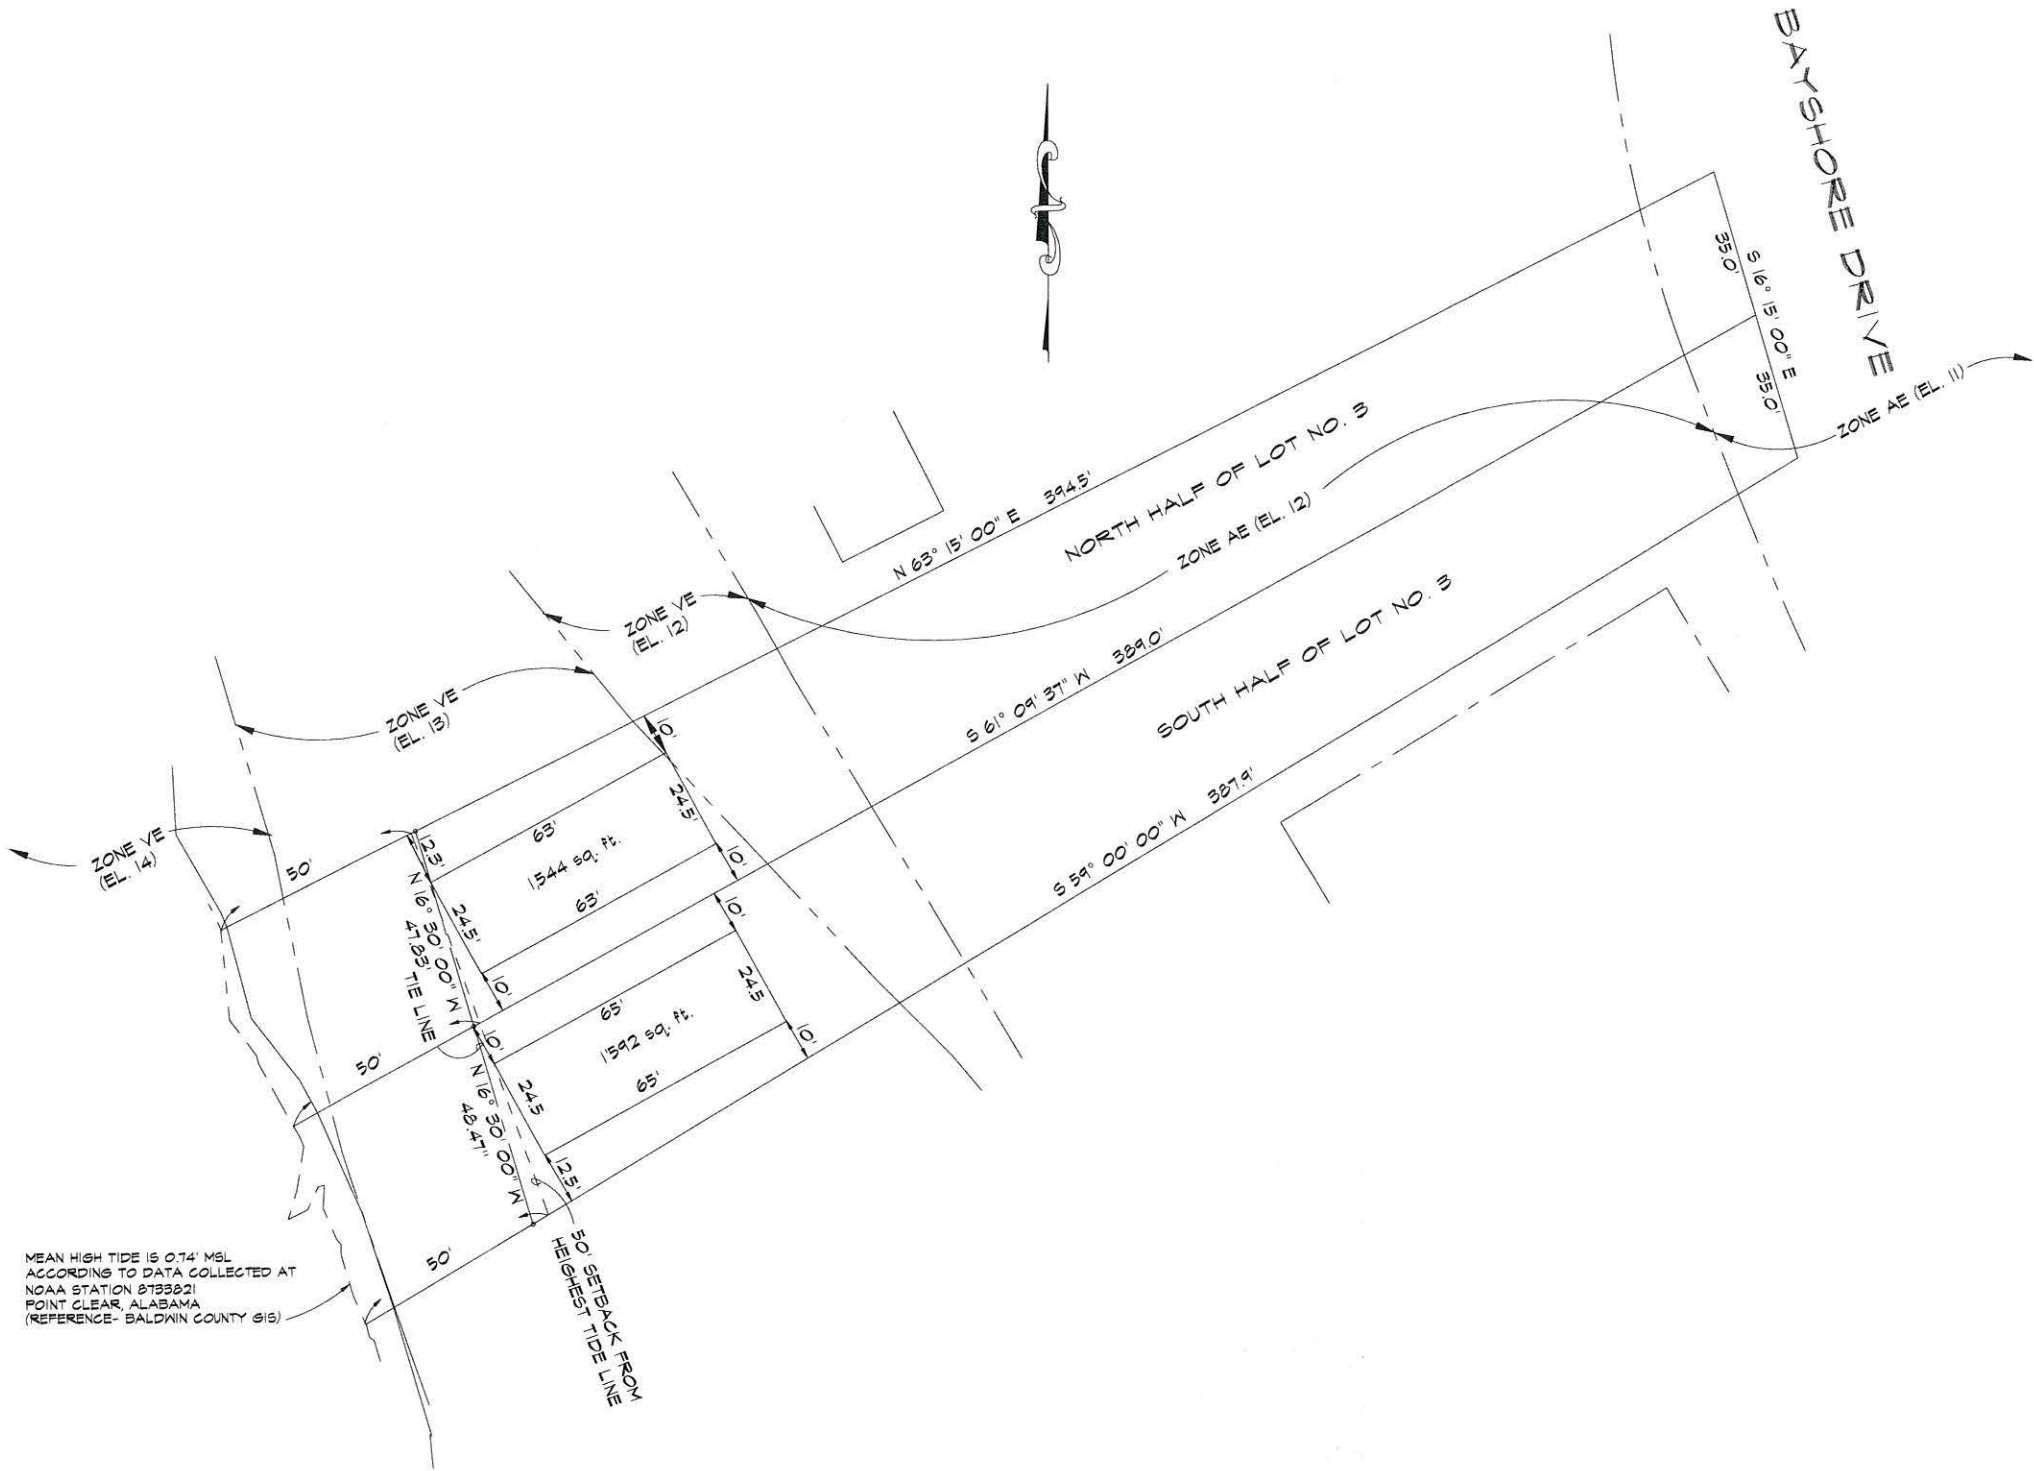 BAYSHORE DRIVE
35.0'
S 16° 15' 00" E
35.0'
ZONE AE (EL. 11)
N 63° 15' 00" E 394.5'
NORTH HALF OF LOT NO. 3
ZONE AE (EL. 12)
ZONE VE
(EL. 12)
ZONE VE
(EL. 13)
ZONE VE
(EL. 14)
S 61° 09' 37" W 389.0'
SOUTH HALF OF LOT NO. 3
S 59° 00' 00" W 387.9'
10'
24.5'
10'
63'
1,544 sq. ft.
63'
12.3'
24.5'
10'
50'
N 16° 30' 00" W
47.83' TIE LINE
10'
24.5
10'
65'
1'592 sq. ft.
65'
10'
24.5
12.5'
50'
N 16° 30' 00" W
48.47"
50'
50' SETBACK FROM
HEIGHEST TIDE LINE
MEAN HIGH TIDE IS 0.74' MSL
ACCORDING TO DATA COLLECTED AT
NOAA STATION 8733821
POINT CLEAR, ALABAMA
(REFERENCE- BALDWIN COUNTY GIS)